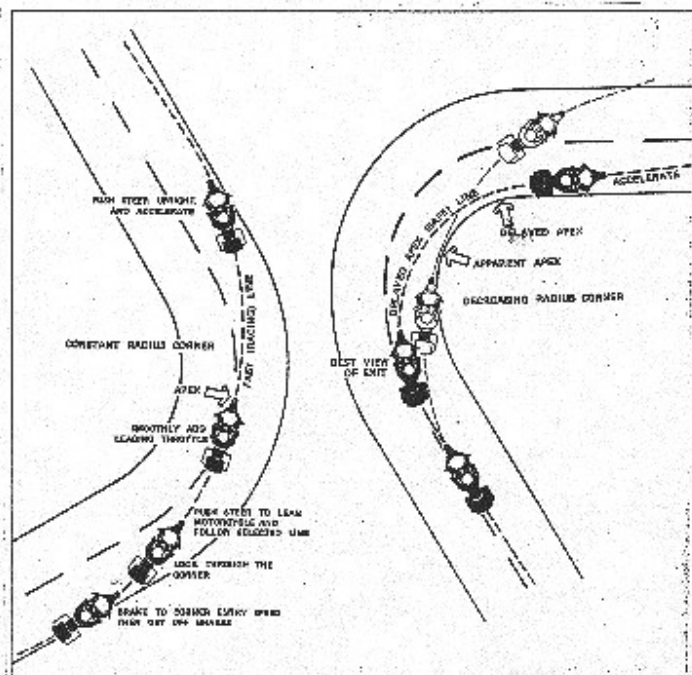 PUSH STEER UPRIGHT
AND ACCELERATE
CONSTANT RADIUS CORNER
FAST (RACING) LINE
APEX
SMOOTHLY ADD
LEADING THROTTLE
PUSH STEER TO LEAN
MOTORCYCLE AND
FOLLOW SELECTED LINE
LOOK THROUGH THE
CORNER
BRAKE TO CORNER ENTRY SPEED
THEN GET OFF BRAKES
DELAYED APEX (SAFE) LINE
ACCELERATE
DELAYED APEX
APPARENT APEX
DECREASING RADIUS CORNER
BEST VIEW
OF EXIT